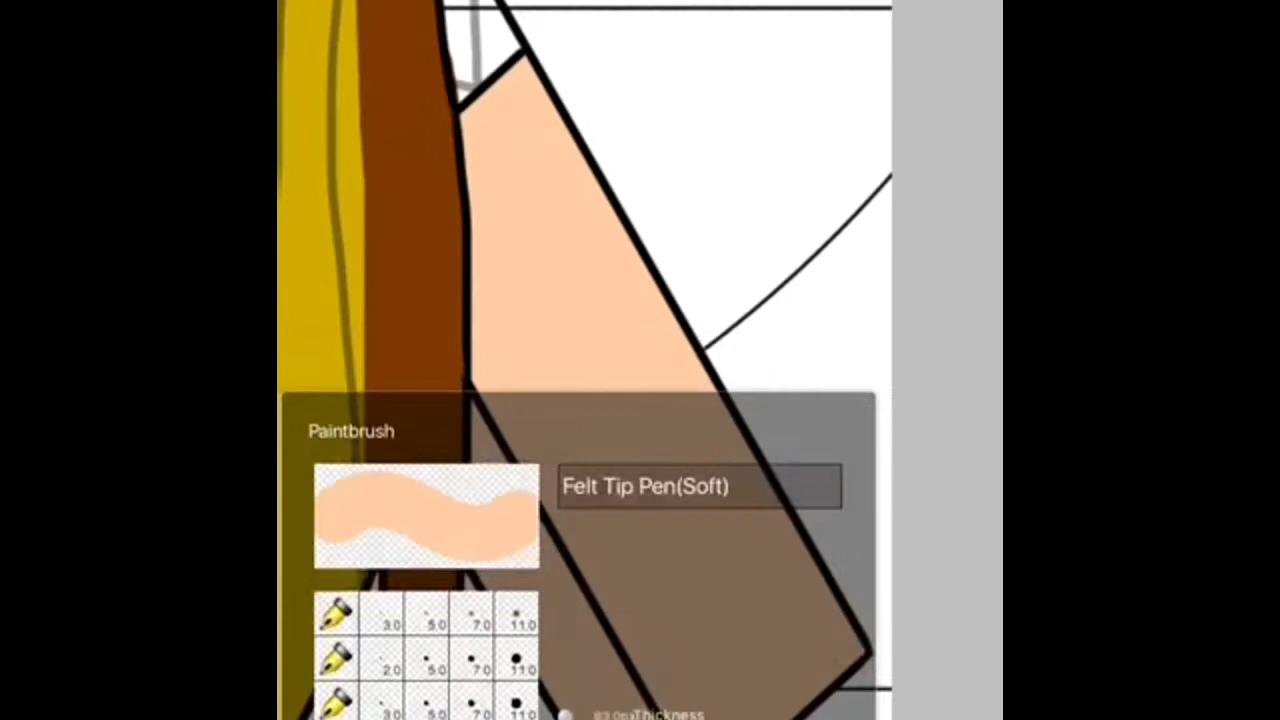 Paintbrush
Felt Tip Pen(Soft)
3.0 5.0 7.0 11.0
2.0 5.0 7.0 11.0
3.0 5.0 7.0 11.0
Thickness